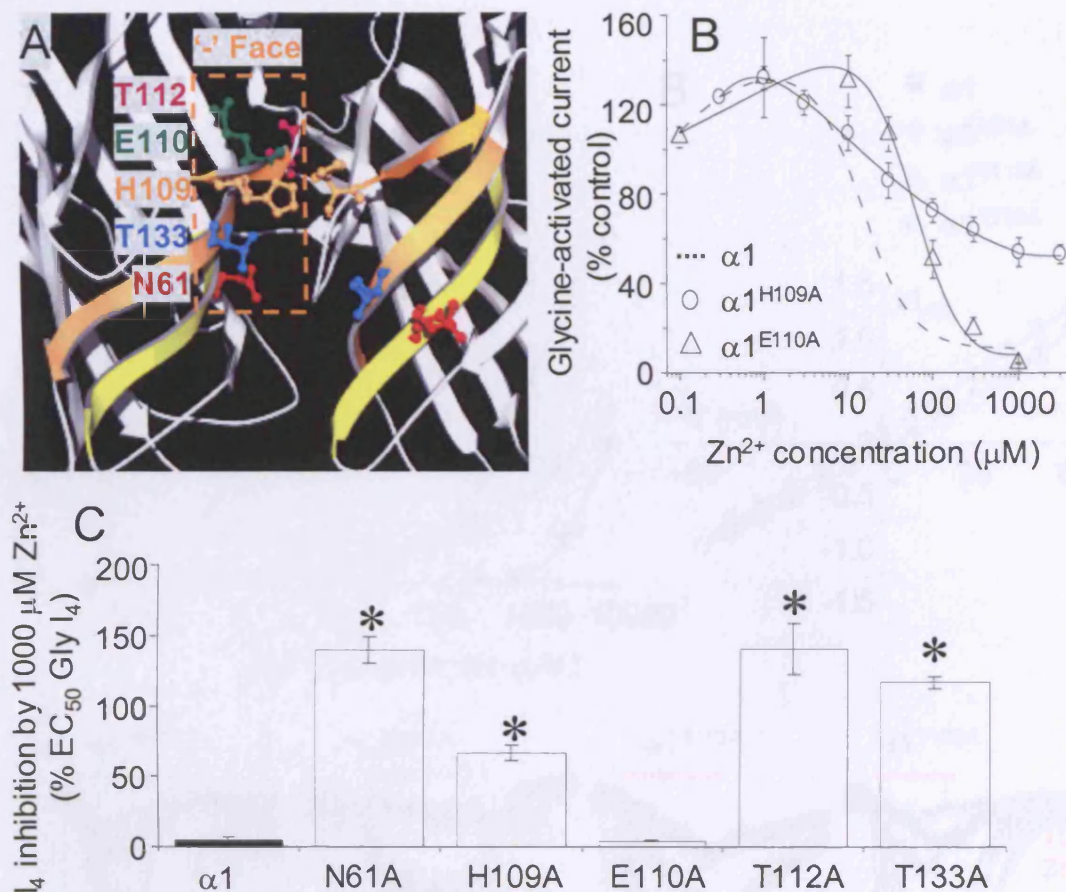 A
'-' Face
T112
E110
H109
T133
N61
B
Glycine-activated current
(% control)
160
120
80
40
0
α1
α1H109A
α1E110A
0.1 1 10 100 1000
Zn2+ concentration (μM)
C
I4 inhibition by 1000 μM Zn2+
(% EC50 Gly I4)
200
150
100
50
0
* * * *
α1 N61A H109A E110A T112A T133A